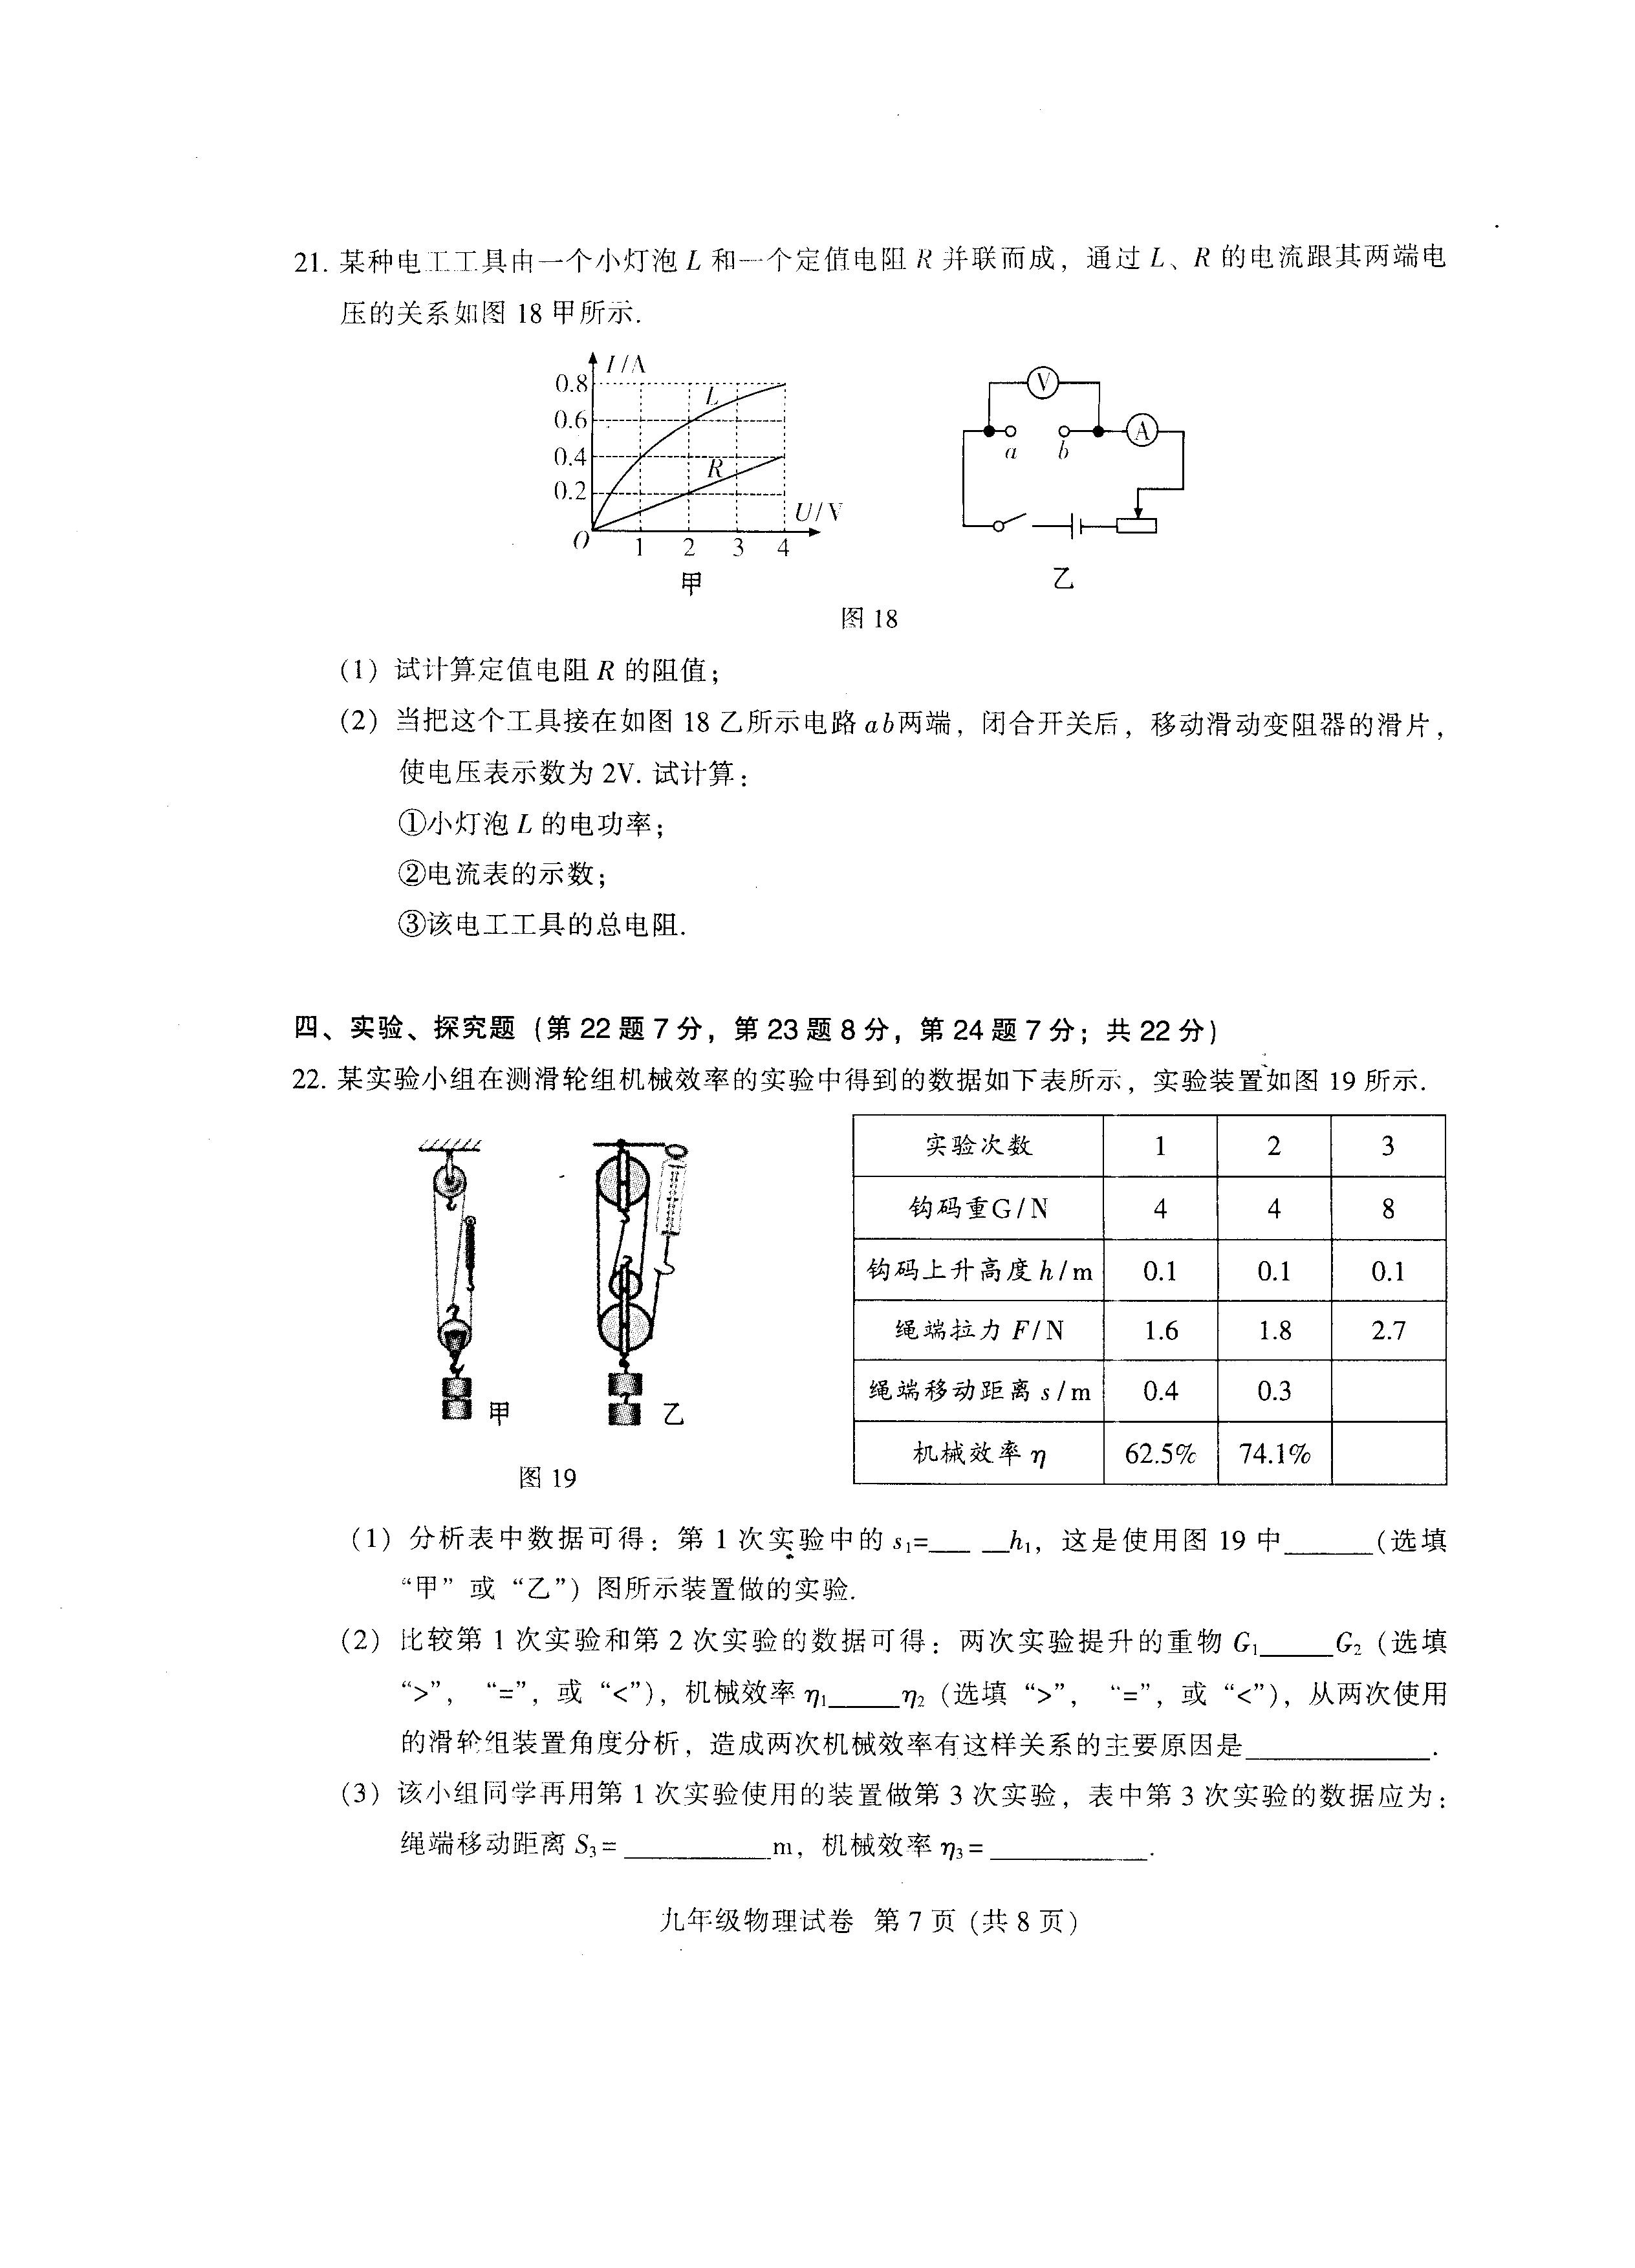 21. 某种电工工具由一个小灯泡 L 和一个定值电阻 R 并联而成，通过 L、R 的电流跟其两端电
压的关系如图 18 甲所示.
I/A
0.8
0.6
0.4
0.2
O
1 2 3 4
U/V
L
R
甲
V
A
a b
乙
图 18
(1) 试计算定值电阻 R 的阻值；
(2) 当把这个工具接在如图 18 乙所示电路 ab两端，闭合开关后，移动滑动变阻器的滑片，
使电压表示数为 2V. 试计算：
①小灯泡 L 的电功率；
②电流表的示数；
③该电工工具的总电阻.
四、实验、探究题（第 22 题 7 分，第 23 题 8 分，第 24 题 7 分；共 22 分）
22. 某实验小组在测滑轮组机械效率的实验中得到的数据如下表所示，实验装置如图 19 所示.
甲
乙
图 19
实验次数 1 2 3
钩码重G/N 4 4 8
钩码上升高度 h/m 0.1 0.1 0.1
绳端拉力 F/N 1.6 1.8 2.7
绳端移动距离 s/m 0.4 0.3
机械效率 η 62.5% 74.1%
(1) 分析表中数据可得：第 1 次实验中的 s₁=___ __h₁，这是使用图 19 中______（选填
“甲”或“乙”）图所示装置做的实验.
(2) 比较第 1 次实验和第 2 次实验的数据可得：两次实验提升的重物 G₁_____G₂（选填
“>”，“=”，或“<”），机械效率 η₁_____η₂（选填“>”，“=”，或“<”），从两次使用
的滑轮组装置角度分析，造成两次机械效率有这样关系的主要原因是_____________.
(3) 该小组同学再用第 1 次实验使用的装置做第 3 次实验，表中第 3 次实验的数据应为：
绳端移动距离 S₃= __________m，机械效率 η₃= ___________.
九年级物理试卷 第 7 页（共 8 页）